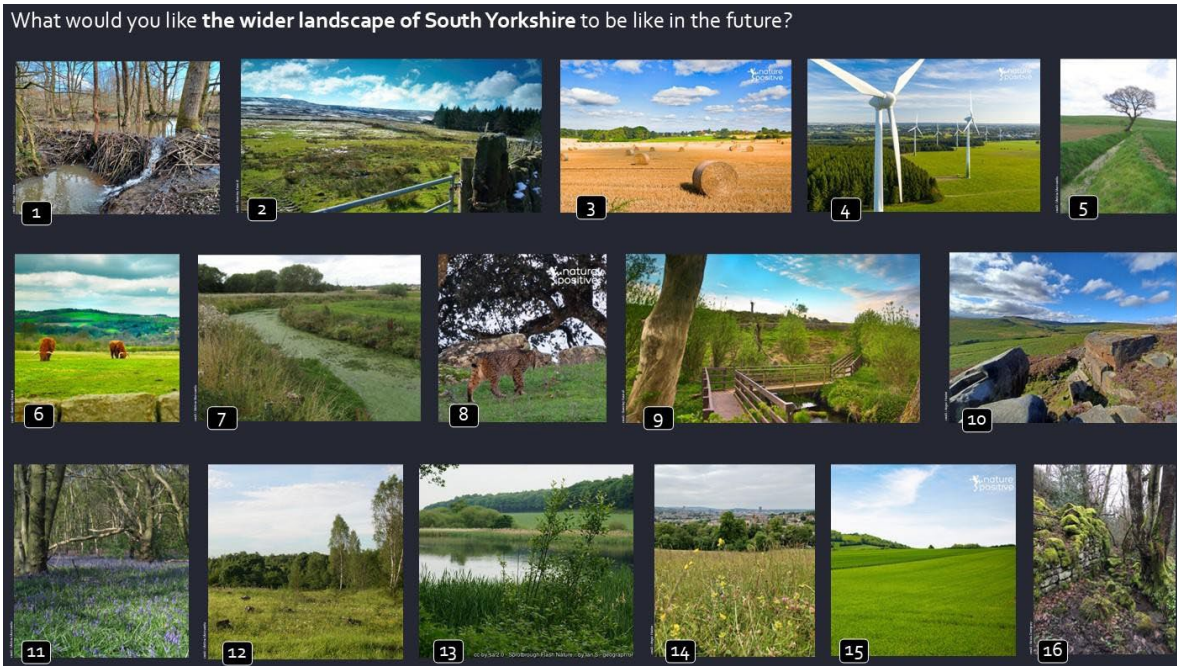 What would you like the wider landscape of South Yorkshire to be like in the future?
nature
positive
nature
positive
1
2
3
4
5
nature
positive
6
7
8
9
10
nature
positive
11
12
13
14
15
16